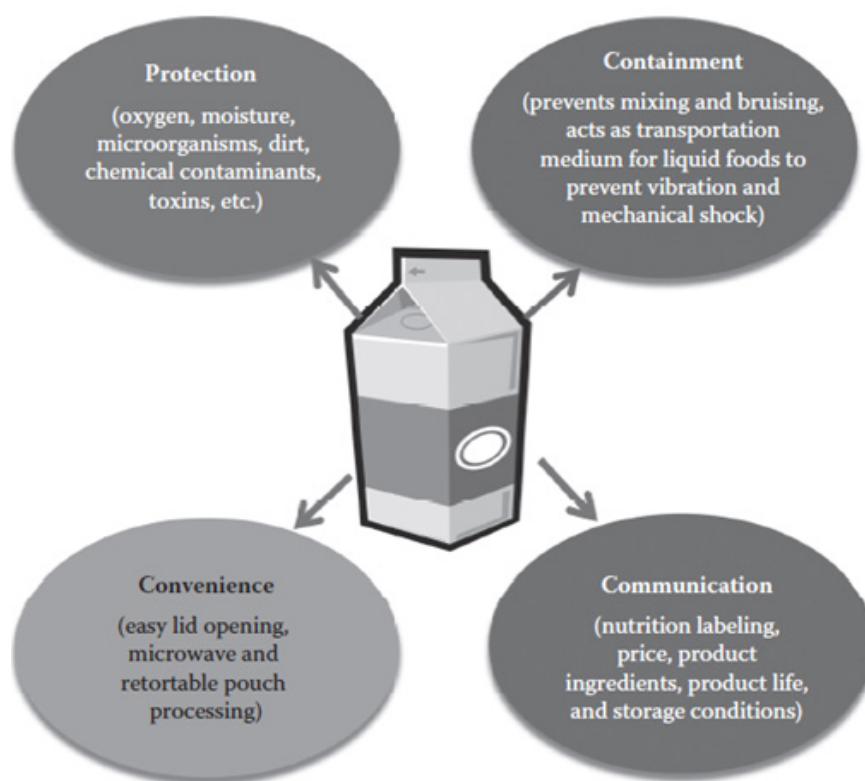 Protection
(oxygen, moisture,
microorganisms, dirt,
chemical contaminants,
toxins, etc.)
Containment
(prevents mixing and bruising,
acts as transportation
medium for liquid foods to
prevent vibration and
mechanical shock)
Convenience
(easy lid opening,
microwave and
retortable pouch
processing)
Communication
(nutrition labeling,
price, product
ingredients, product life,
and storage conditions)